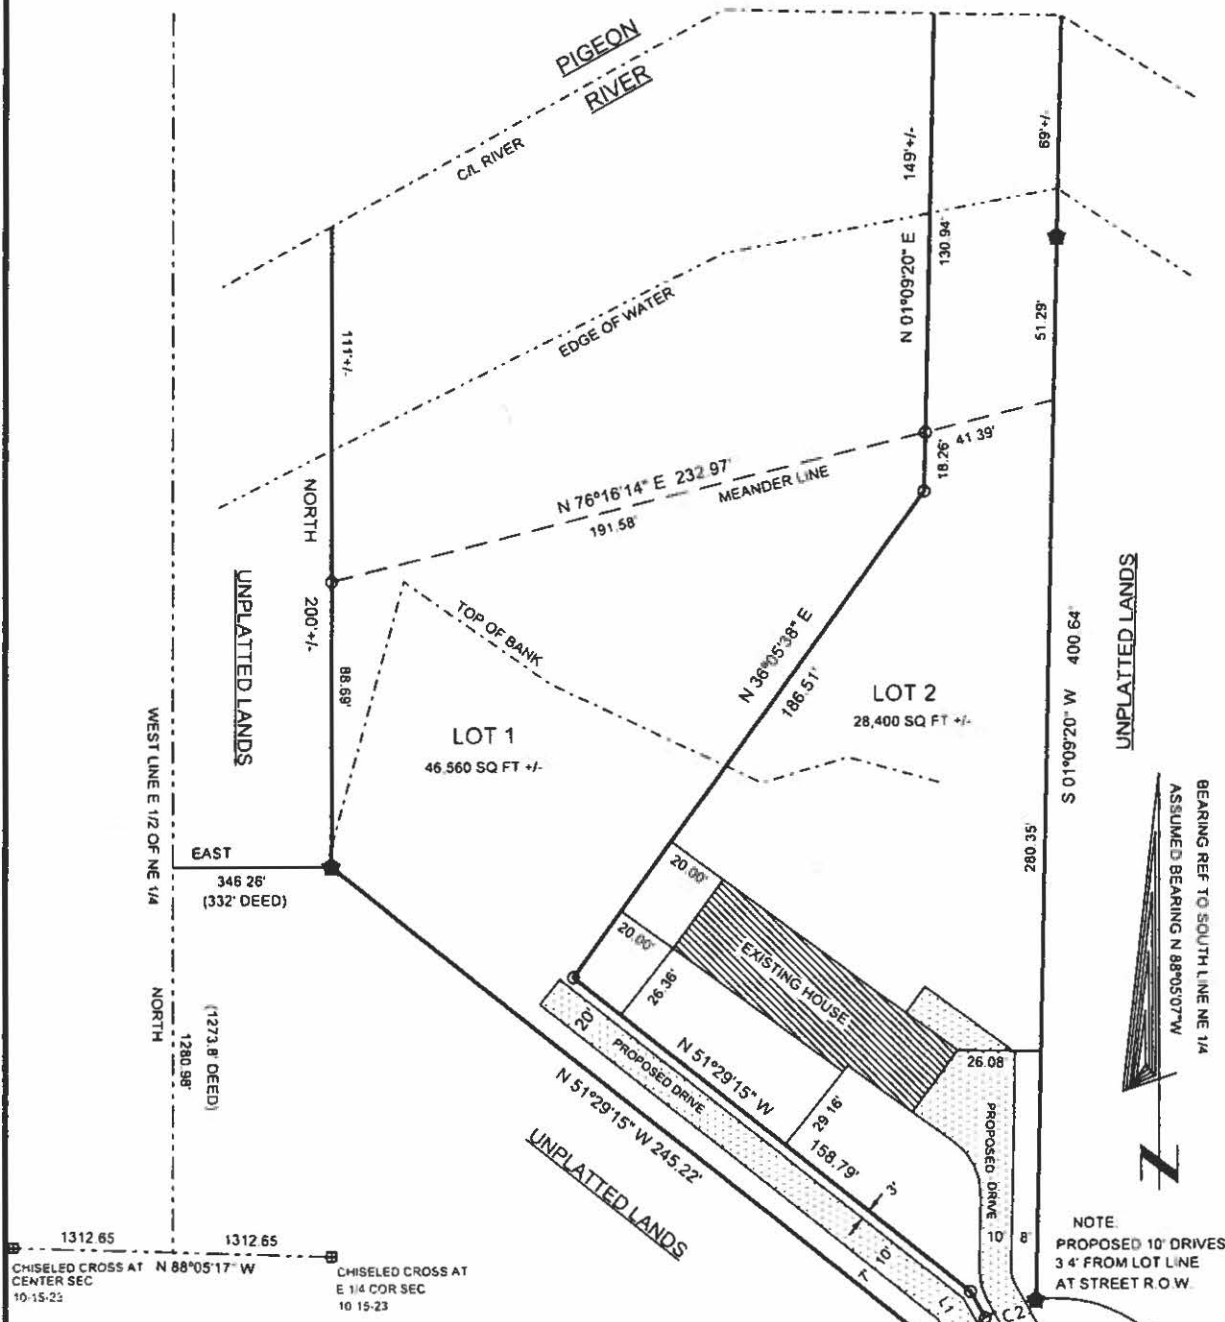 PIGEON
RIVER
C/L RIVER
149'+/-
69'+/-
N 01°09'20" E
130.94'
51.29'
111'+/-
EDGE OF WATER
NORTH
200'+/-
88.69'
N 76°16'14" E 232.97'
191.58'
MEANDER LINE
18.26'
41.39'
UNPLATTED LANDS
TOP OF BANK
N 36°05'38" E
186.51'
LOT 1
46,560 SQ FT +/-
LOT 2
28,400 SQ FT +/-
S 01°09'20" W 400.64'
280.35'
UNPLATTED LANDS
BEARING REF TO SOUTH LINE NE 1/4
ASSUMED BEARING N 88°05'07"W
WEST LINE E 1/2 OF NE 1/4
NORTH
1280.98'
(1273.8' DEED)
EAST
346.26'
(332' DEED)
20.00'
20.00'
26.36'
EXISTING HOUSE
26.08
20'
PROPOSED DRIVE
N 51°29'15" W
158.79'
29.16'
3'
10'
N 51°29'15" W 245.22'
UNPLATTED LANDS
PROPOSED DRIVE
10'
8'
L1
C2
N
NOTE:
PROPOSED 10' DRIVES
3.4' FROM LOT LINE
AT STREET R.O.W.
1312.65
1312.65
N 88°05'17" W
CHISELED CROSS AT
CENTER SEC
10-15-23
CHISELED CROSS AT
E 1/4 COR SEC
10-15-23